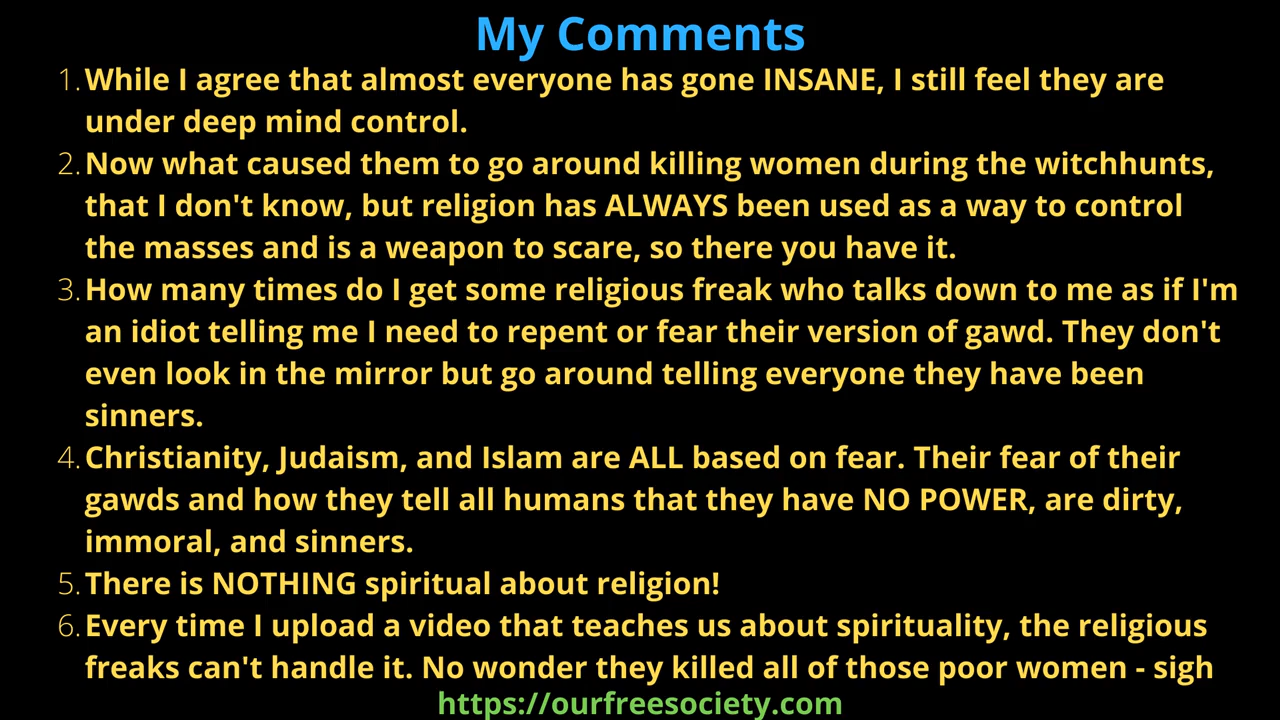 My Comments
1. While I agree that almost everyone has gone INSANE, I still feel they are
under deep mind control.
2. Now what caused them to go around killing women during the witchhunts,
that I don't know, but religion has ALWAYS been used as a way to control
the masses and is a weapon to scare, so there you have it.
3. How many times do I get some religious freak who talks down to me as if I'm
an idiot telling me I need to repent or fear their version of gawd. They don't
even look in the mirror but go around telling everyone they have been
sinners.
4. Christianity, Judaism, and Islam are ALL based on fear. Their fear of their
gawds and how they tell all humans that they have NO POWER, are dirty,
immoral, and sinners.
5. There is NOTHING spiritual about religion!
6. Every time I upload a video that teaches us about spirituality, the religious
freaks can't handle it. No wonder they killed all of those poor women - sigh
https://ourfreesociety.com